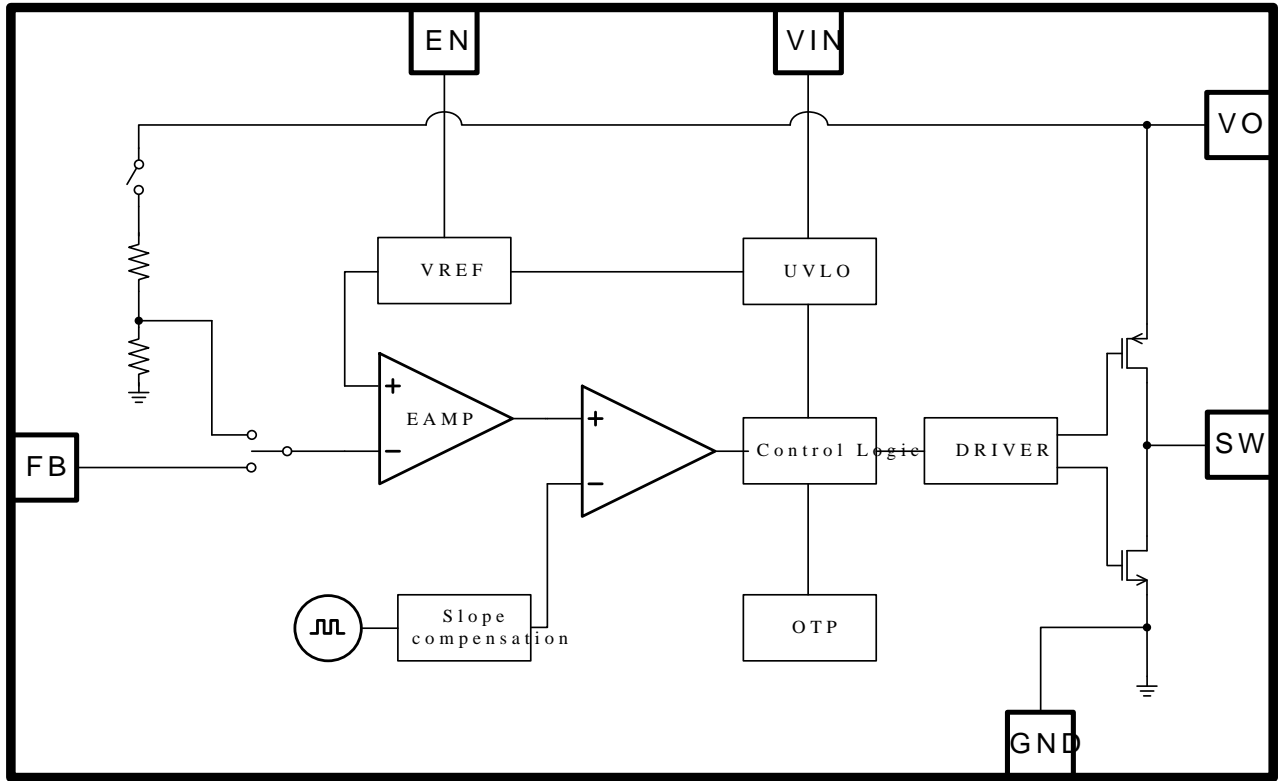 EN
VIN
VO
VREF
UVLO
EAMP
Control Logic
DRIVER
SW
FB
Slope
compensation
OTP
GND